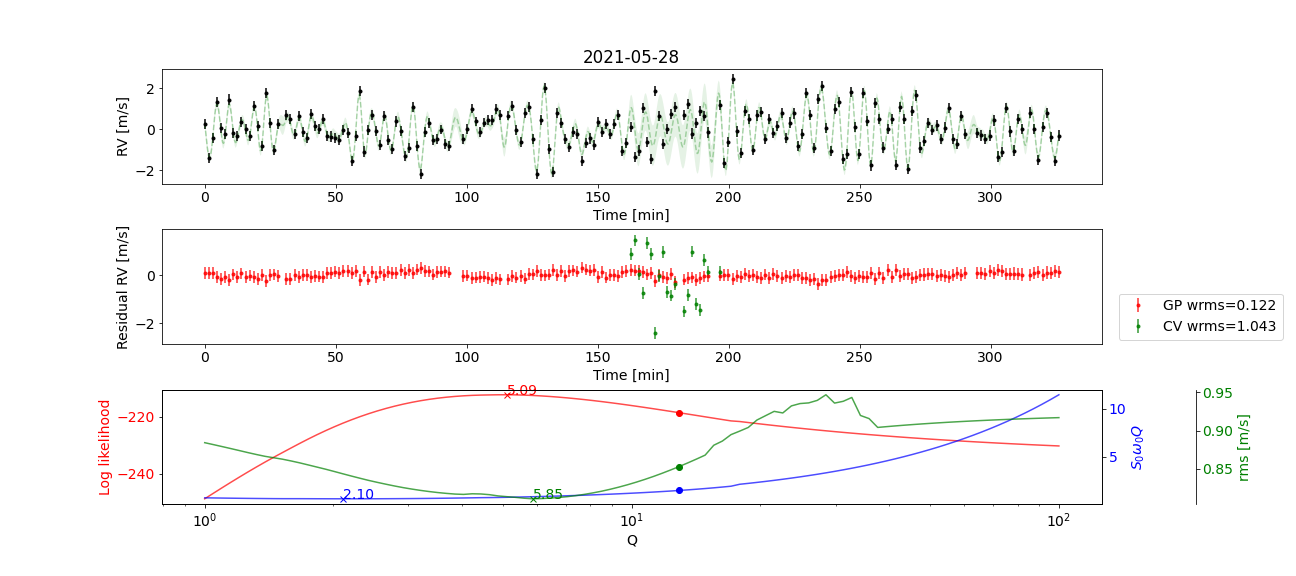 2021-05-28
RV [m/s]
2
0
−2
0 50 100 150 200 250 300
Time [min]
Residual RV [m/s]
0
−2
0 50 100 150 200 250 300
Time [min]
GP wrms=0.122
CV wrms=1.043
Log likelihood
−220
−240
5.09
2.10
5.85
10
5
S₀ω₀Q
0.95
0.90
0.85
rms [m/s]
10⁰ 10¹ 10²
Q